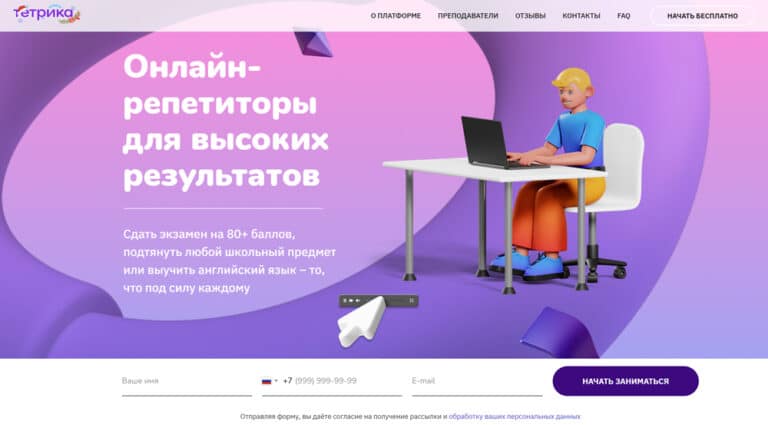 тетрика
О ПЛАТФОРМЕ ПРЕПОДАВАТЕЛИ ОТЗЫВЫ КОНТАКТЫ FAQ НАЧАТЬ БЕСПЛАТНО
Онлайн-
репетиторы
для высоких
результатов
Сдать экзамен на 80+ баллов,
подтянуть любой школьный предмет
или выучить английский язык – то,
что под силу каждому
Ваше имя +7 (999) 999-99-99 E-mail НАЧАТЬ ЗАНИМАТЬСЯ
Отправляя форму, вы даёте согласие на получение рассылки и обработку ваших персональных данных